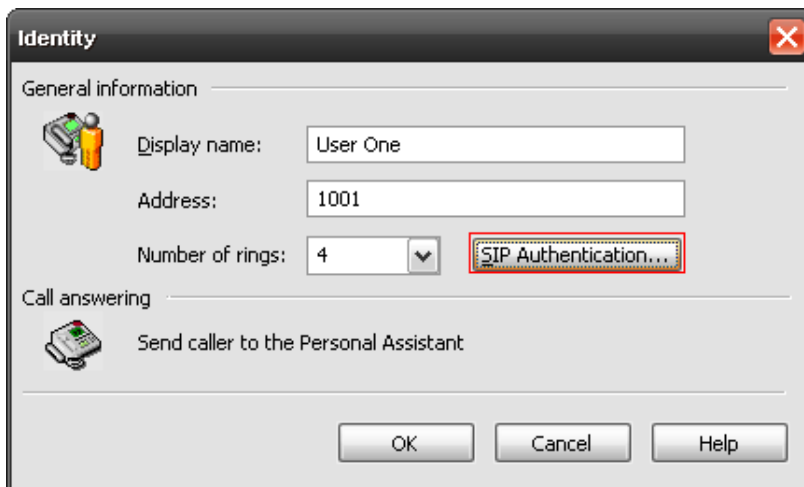 Identity
General information
Display name: User One
Address: 1001
Number of rings: 4 SIP Authentication...
Call answering
Send caller to the Personal Assistant
OK Cancel Help